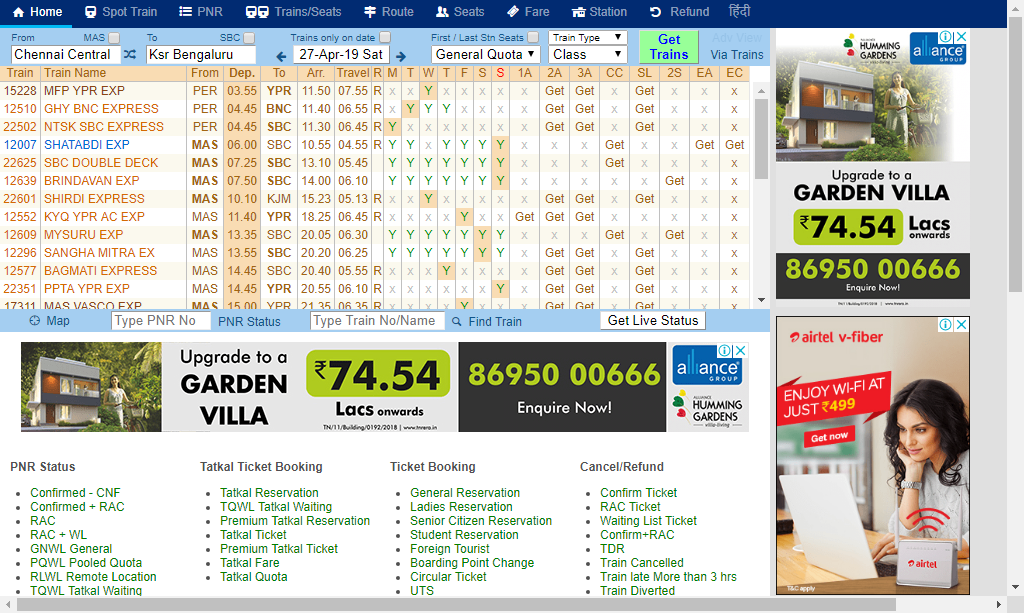 Home Spot Train PNR Trains/Seats Route Seats Fare Station Refund हिंदी
From MAS To SBC Trains only on date First / Last Stn Seats Train Type Get Trains
Chennai Central Ksr Bengaluru 27-Apr-19 Sat General Quota Class Via Trains
Train Train Name From Dep. To Arr. Travel R M T W T F S S 1A 2A 3A CC SL 2S EA EC
15228 MFP YPR EXP PER 03.55 YPR 11.50 07.55 R x x Y x x x x x Get Get x Get x x x
12510 GHY BNC EXPRESS PER 04.45 BNC 11.40 06.55 R x Y Y Y x x x x Get Get x Get x x x
22502 NTSK SBC EXPRESS PER 04.45 SBC 11.30 06.45 R Y x x x x x x x Get Get x Get x x x
12007 SHATABDI EXP MAS 06.00 SBC 10.55 04.55 R Y Y x Y Y Y Y x x x Get x x Get Get
22625 SBC DOUBLE DECK MAS 07.25 SBC 13.10 05.45 Y Y Y Y Y Y Y x x x Get x x x x
12639 BRINDAVAN EXP MAS 07.50 SBC 14.00 06.10 Y Y Y Y Y Y Y x x x x x Get x x
22601 SHIRDI EXPRESS MAS 10.10 KJM 15.23 05.13 R x x Y x x x x x Get Get x Get x x x
12552 KYQ YPR AC EXP MAS 11.40 YPR 18.25 06.45 R x x x x Y x x Get Get Get x x x x x
12609 MYSURU EXP MAS 13.35 SBC 20.05 06.30 Y Y Y Y Y Y Y x x x Get x Get x x
12296 SANGHA MITRA EX MAS 13.55 SBC 20.20 06.25 Y Y Y Y Y Y Y x Get Get x Get x x x
12577 BAGMATI EXPRESS MAS 14.45 SBC 20.40 05.55 R x x x Y x x x x Get Get x Get x x x
22351 PPTA YPR EXP MAS 14.45 YPR 20.55 06.10 R x x x x x x Y x Get Get x Get x x x
17311 MAS VASCO EXP MAS 15.00 YPR 21.35 06.35 R x x x x Y x x x Get Get x Get x x x
Map Type PNR No PNR Status Type Train No/Name Find Train Get Live Status
Upgrade to a
GARDEN
VILLA
₹74.54
Lacs onwards
TN/11/Building/0192/2018 | www.tnrera.in
86950 00666
Enquire Now!
alliance
GROUP
ALLIANCE
HUMMING
GARDENS
villa-living
PNR Status
Confirmed - CNF
Confirmed + RAC
RAC
RAC + WL
GNWL General
PQWL Pooled Quota
RLWL Remote Location
TQWL Tatkal Waiting
Tatkal Ticket Booking
Tatkal Reservation
TQWL Tatkal Waiting
Premium Tatkal Reservation
Tatkal Ticket
Premium Tatkal Ticket
Tatkal Fare
Tatkal Quota
Ticket Booking
General Reservation
Ladies Reservation
Senior Citizen Reservation
Student Reservation
Foreign Tourist
Boarding Point Change
Circular Ticket
UTS
Cancel/Refund
Confirm Ticket
RAC Ticket
Waiting List Ticket
Confirm+RAC
TDR
Train Cancelled
Train late More than 3 hrs
Train Diverted
HUMMING
GARDENS
alliance
GROUP
Upgrade to a
GARDEN VILLA
₹74.54 Lacs onwards
86950 00666
Enquire Now!
airtel v-fiber
ENJOY WI-FI AT
JUST ₹499
Get now
airtel
T&C apply